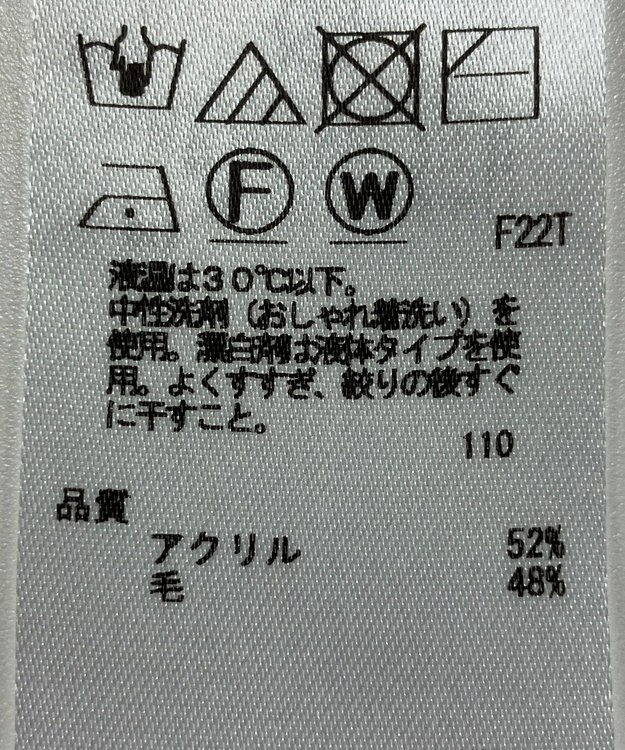 F
W
F22T
液温は30℃以下。
中性洗剤（おしゃれ着洗い）を
使用。漂白剤は液体タイプを使
用。よくすすぎ、絞りの後すぐ
に干すこと。
110
品質
アクリル 52%
毛 48%